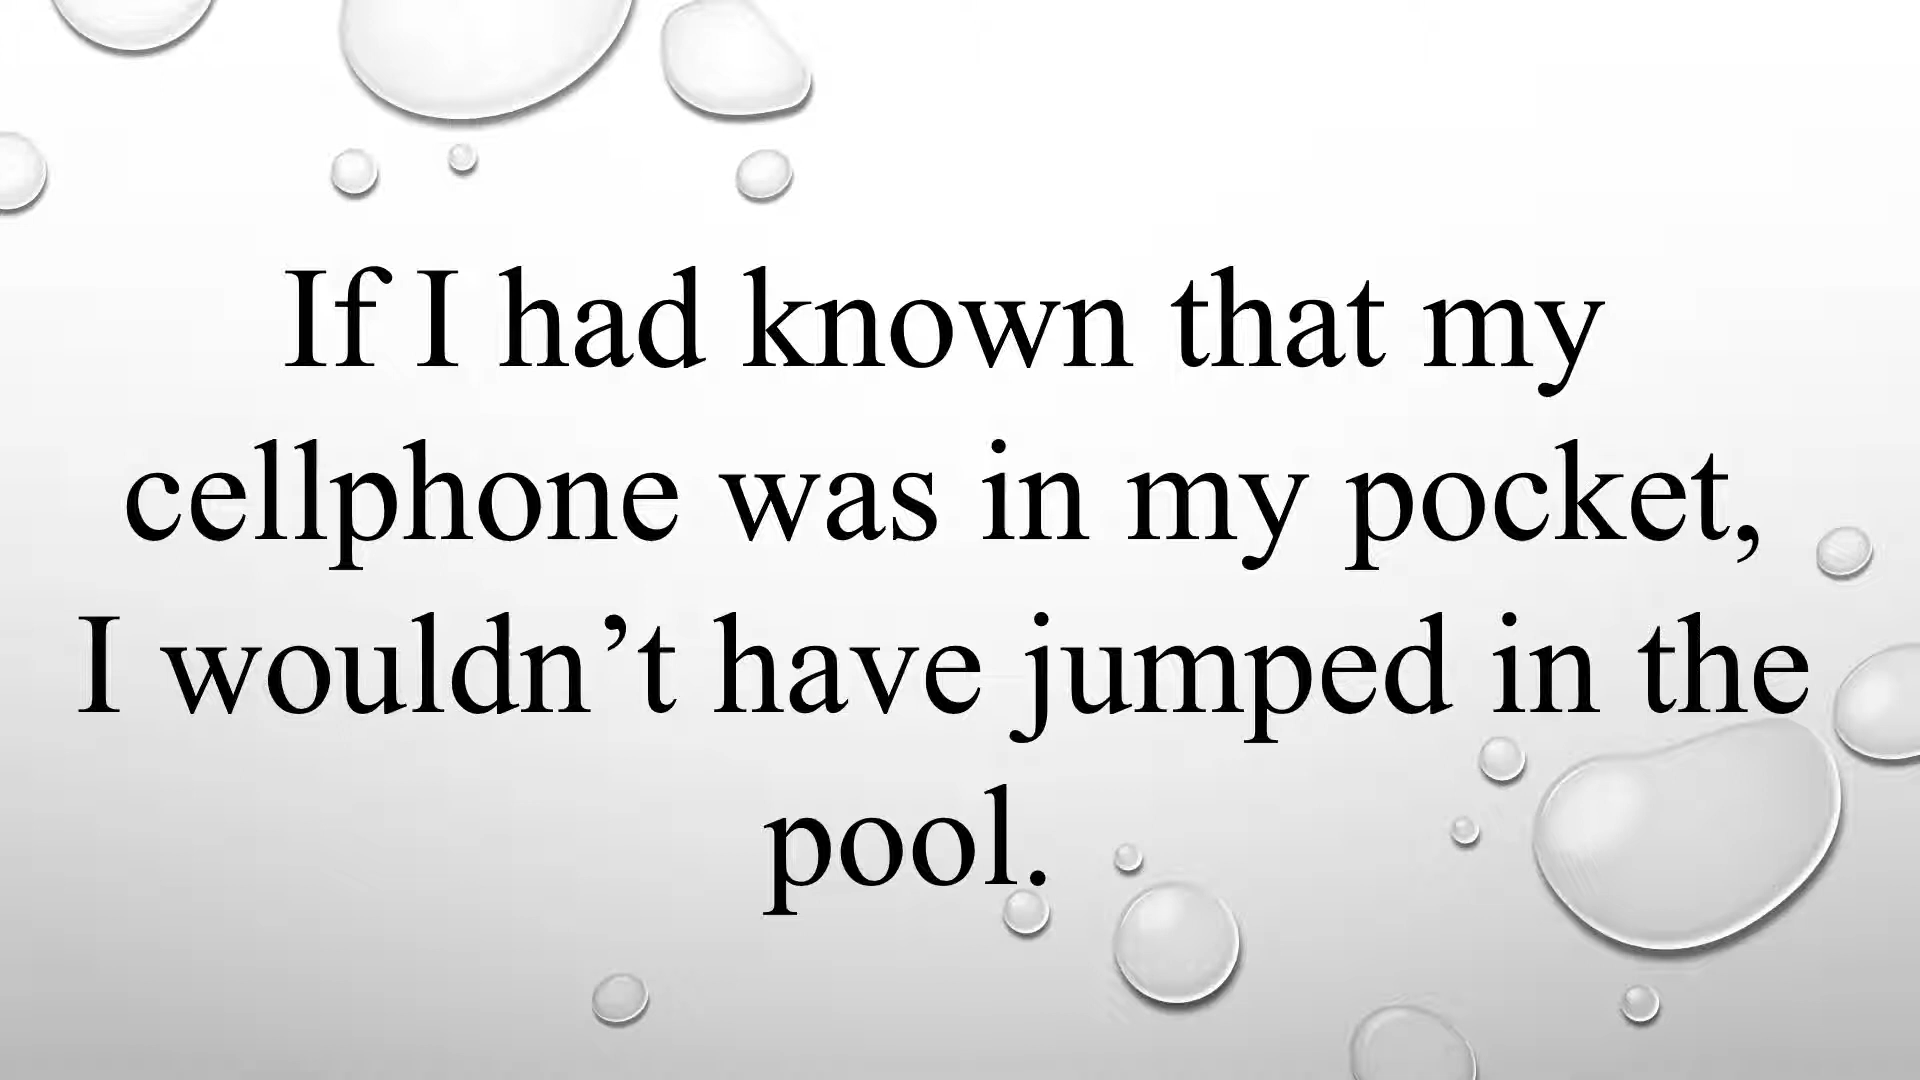 If I had known that my
cellphone was in my pocket,
I wouldn’t have jumped in the
pool.